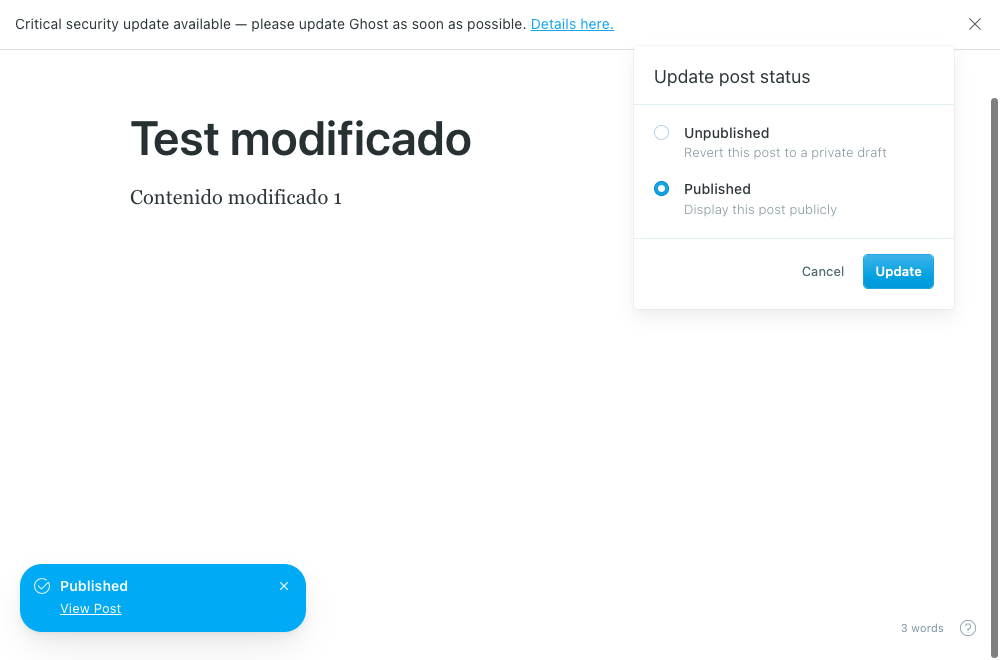 Critical security update available — please update Ghost as soon as possible. Details here.
Update post status
Test modificado
Contenido modificado 1
Unpublished
Revert this post to a private draft
Published
Display this post publicly
Cancel
Update
Published
View Post
3 words
?